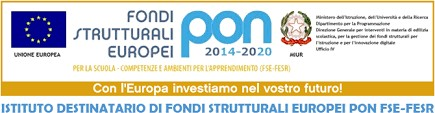 FONDI
STRUTTURALI
EUROPEI
pon
2014-2020
UNIONE EUROPEA
PER LA SCUOLA - COMPETENZE E AMBIENTI PER L'APPRENDIMENTO (FSE-FESR)
MIUR
Ministero dell'Istruzione, dell'Università e della Ricerca
Dipartimento per la Programmazione
Direzione Generale per interventi in materia di edilizia
scolastica, per la gestione dei fondi strutturali per
l'istruzione e per l'innovazione digitale
Ufficio IV
Con l'Europa investiamo nel vostro futuro!
ISTITUTO DESTINATARIO DI FONDI STRUTTURALI EUROPEI PON FSE-FESR